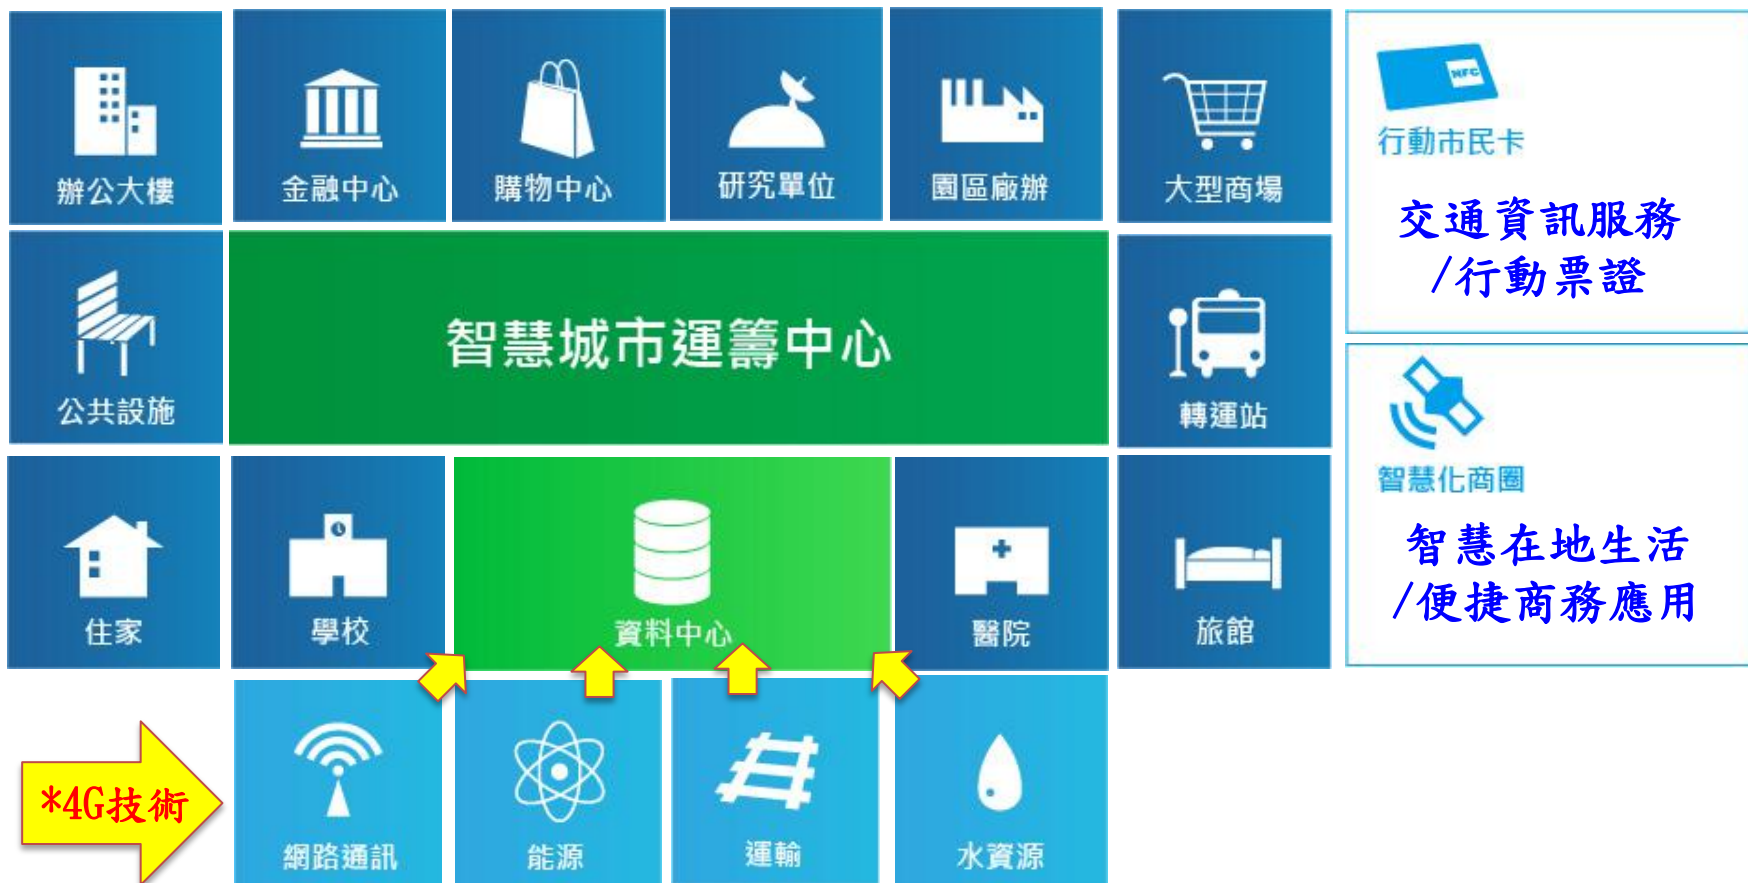 辦公大樓
金融中心
購物中心
研究單位
園區廠辦
大型商場
NFC
行動市民卡
交通資訊服務
/行動票證
公共設施
智慧城市運籌中心
轉運站
智慧化商圈
智慧在地生活
/便捷商務應用
住家
學校
資料中心
醫院
旅館
*4G技術
網路通訊
能源
運輸
水資源